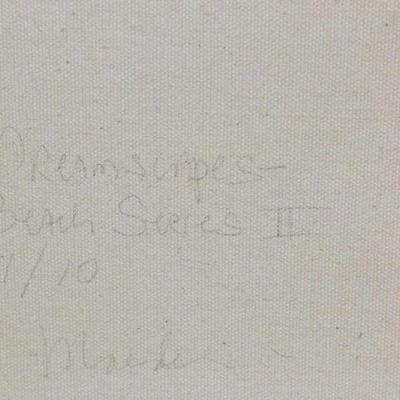 Dreamscapes-
Beach Series II
1/10